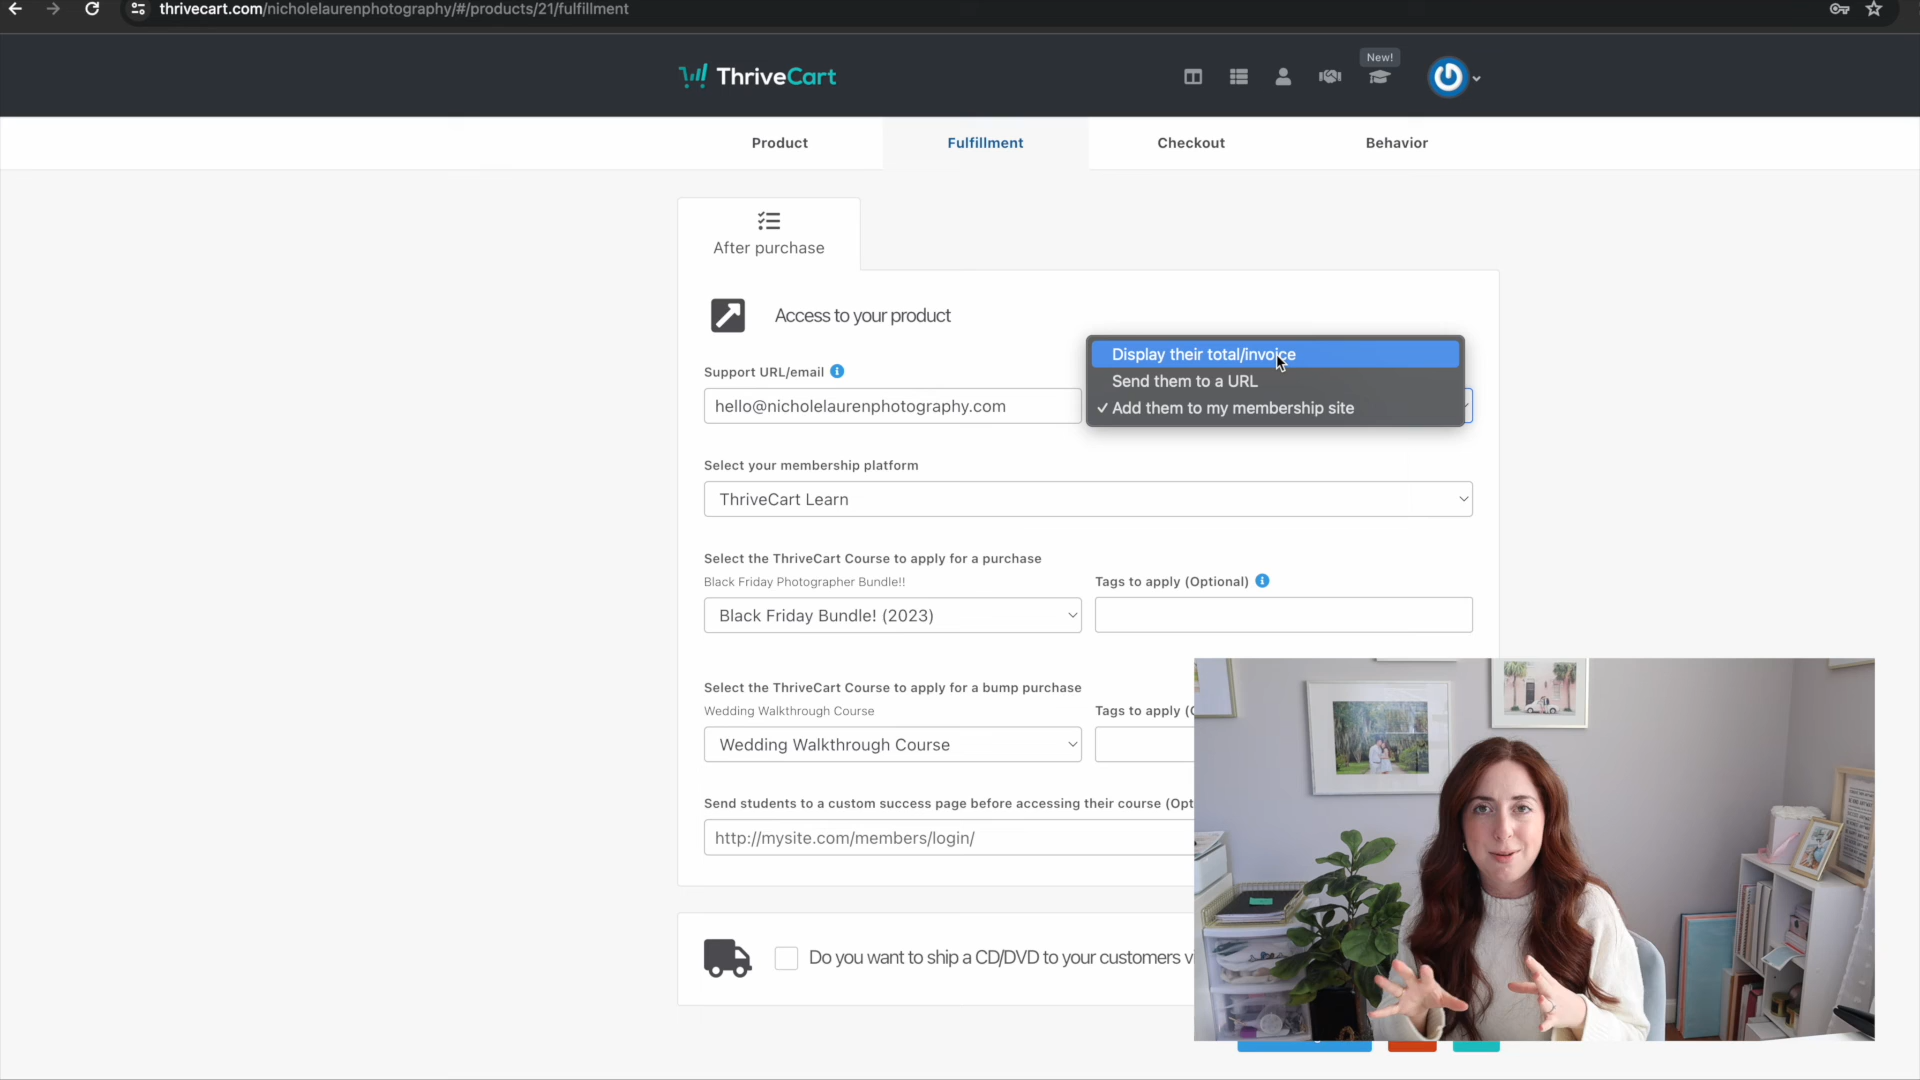 thrivecart.com/nicholelaurenphotography/#/products/21/fulfillment
ThriveCart
New!
Product
Fulfillment
Checkout
Behavior
After purchase
Access to your product
Support URL/email
hello@nicholelaurenphotography.com
Display their total/invoice
Send them to a URL
✓ Add them to my membership site
Select your membership platform
ThriveCart Learn
Select the ThriveCart Course to apply for a purchase
Black Friday Photographer Bundle!!
Tags to apply (Optional)
Black Friday Bundle! (2023)
Select the ThriveCart Course to apply for a bump purchase
Wedding Walkthrough Course
Tags to apply (
Wedding Walkthrough Course
Send students to a custom success page before accessing their course (Opt
http://mysite.com/members/login/
Do you want to ship a CD/DVD to your customers v